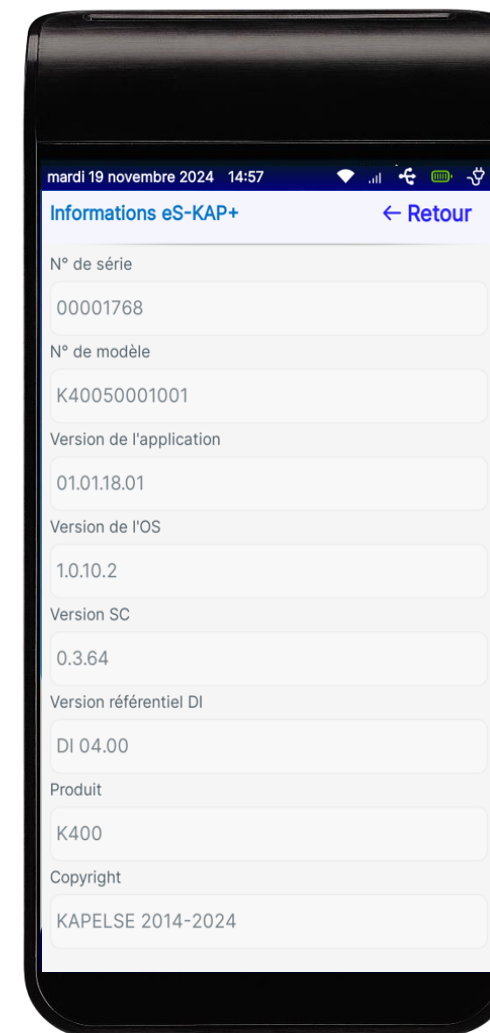 mardi 19 novembre 2024 14:57
Informations eS-KAP+ ← Retour
N° de série
00001768
N° de modèle
K40050001001
Version de l'application
01.01.18.01
Version de l'OS
1.0.10.2
Version SC
0.3.64
Version référentiel DI
DI 04.00
Produit
K400
Copyright
KAPELSE 2014-2024